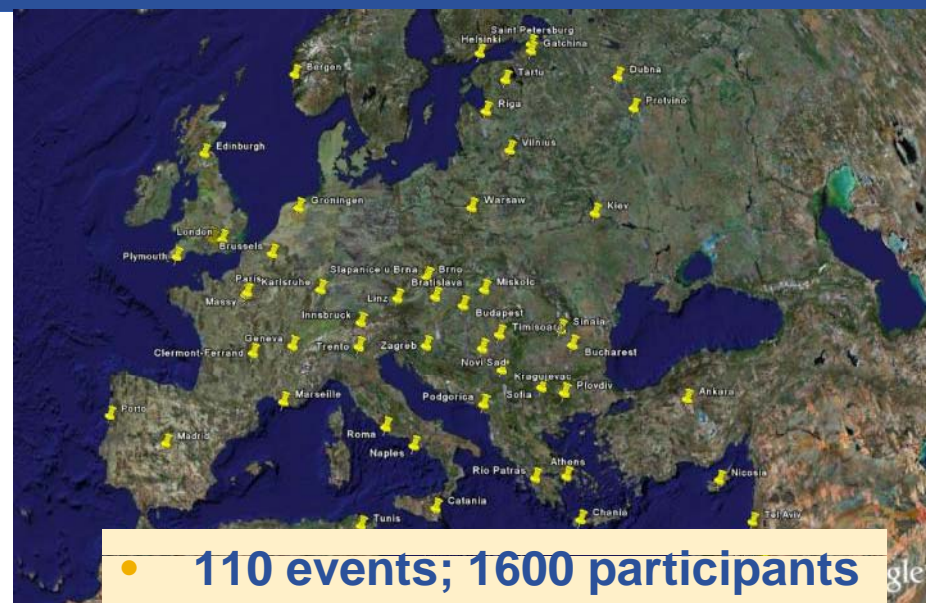 Saint Petersburg
Helsinki
Gatchina
Bergen
Tartu
Dubna
Riga
Protvino
Vilnius
Edinburgh
Groningen
Warsaw
Kiev
London
Brussels
Plymouth
Slapanice u Brna
Brno
Paris
Karlsruhe
Bratislava
Miskolc
Massy
Linz
Budapest
Innsbruck
Timisoara
Sinaia
Geneva
Trento
Zagreb
Bucharest
Clermont-Ferrand
Novi Sad
Kragujevac
Marseille
Podgorica
Sofia
Plovdiv
Ankara
Porto
Roma
Madrid
Naples
Rio Patras
Athens
Nicosia
Catania
Tunis
Chania
Tel Aviv
• 110 events; 1600 participants
gle